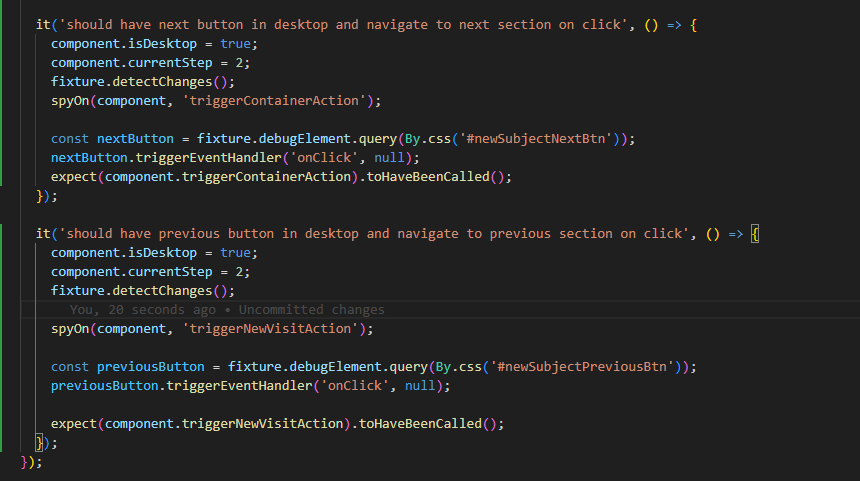 it('should have next button in desktop and navigate to next section on click', () => {
component.isDesktop = true;
component.currentStep = 2;
fixture.detectChanges();
spyOn(component, 'triggerContainerAction');
const nextButton = fixture.debugElement.query(By.css('#newSubjectNextBtn'));
nextButton.triggerEventHandler('onClick', null);
expect(component.triggerContainerAction).toHaveBeenCalled();
});
it('should have previous button in desktop and navigate to previous section on click', () => {
component.isDesktop = true;
component.currentStep = 2;
fixture.detectChanges();
You, 20 seconds ago • Uncommitted changes
spyOn(component, 'triggerNewVisitAction');
const previousButton = fixture.debugElement.query(By.css('#newSubjectPreviousBtn'));
previousButton.triggerEventHandler('onClick', null);
expect(component.triggerNewVisitAction).toHaveBeenCalled();
});
});